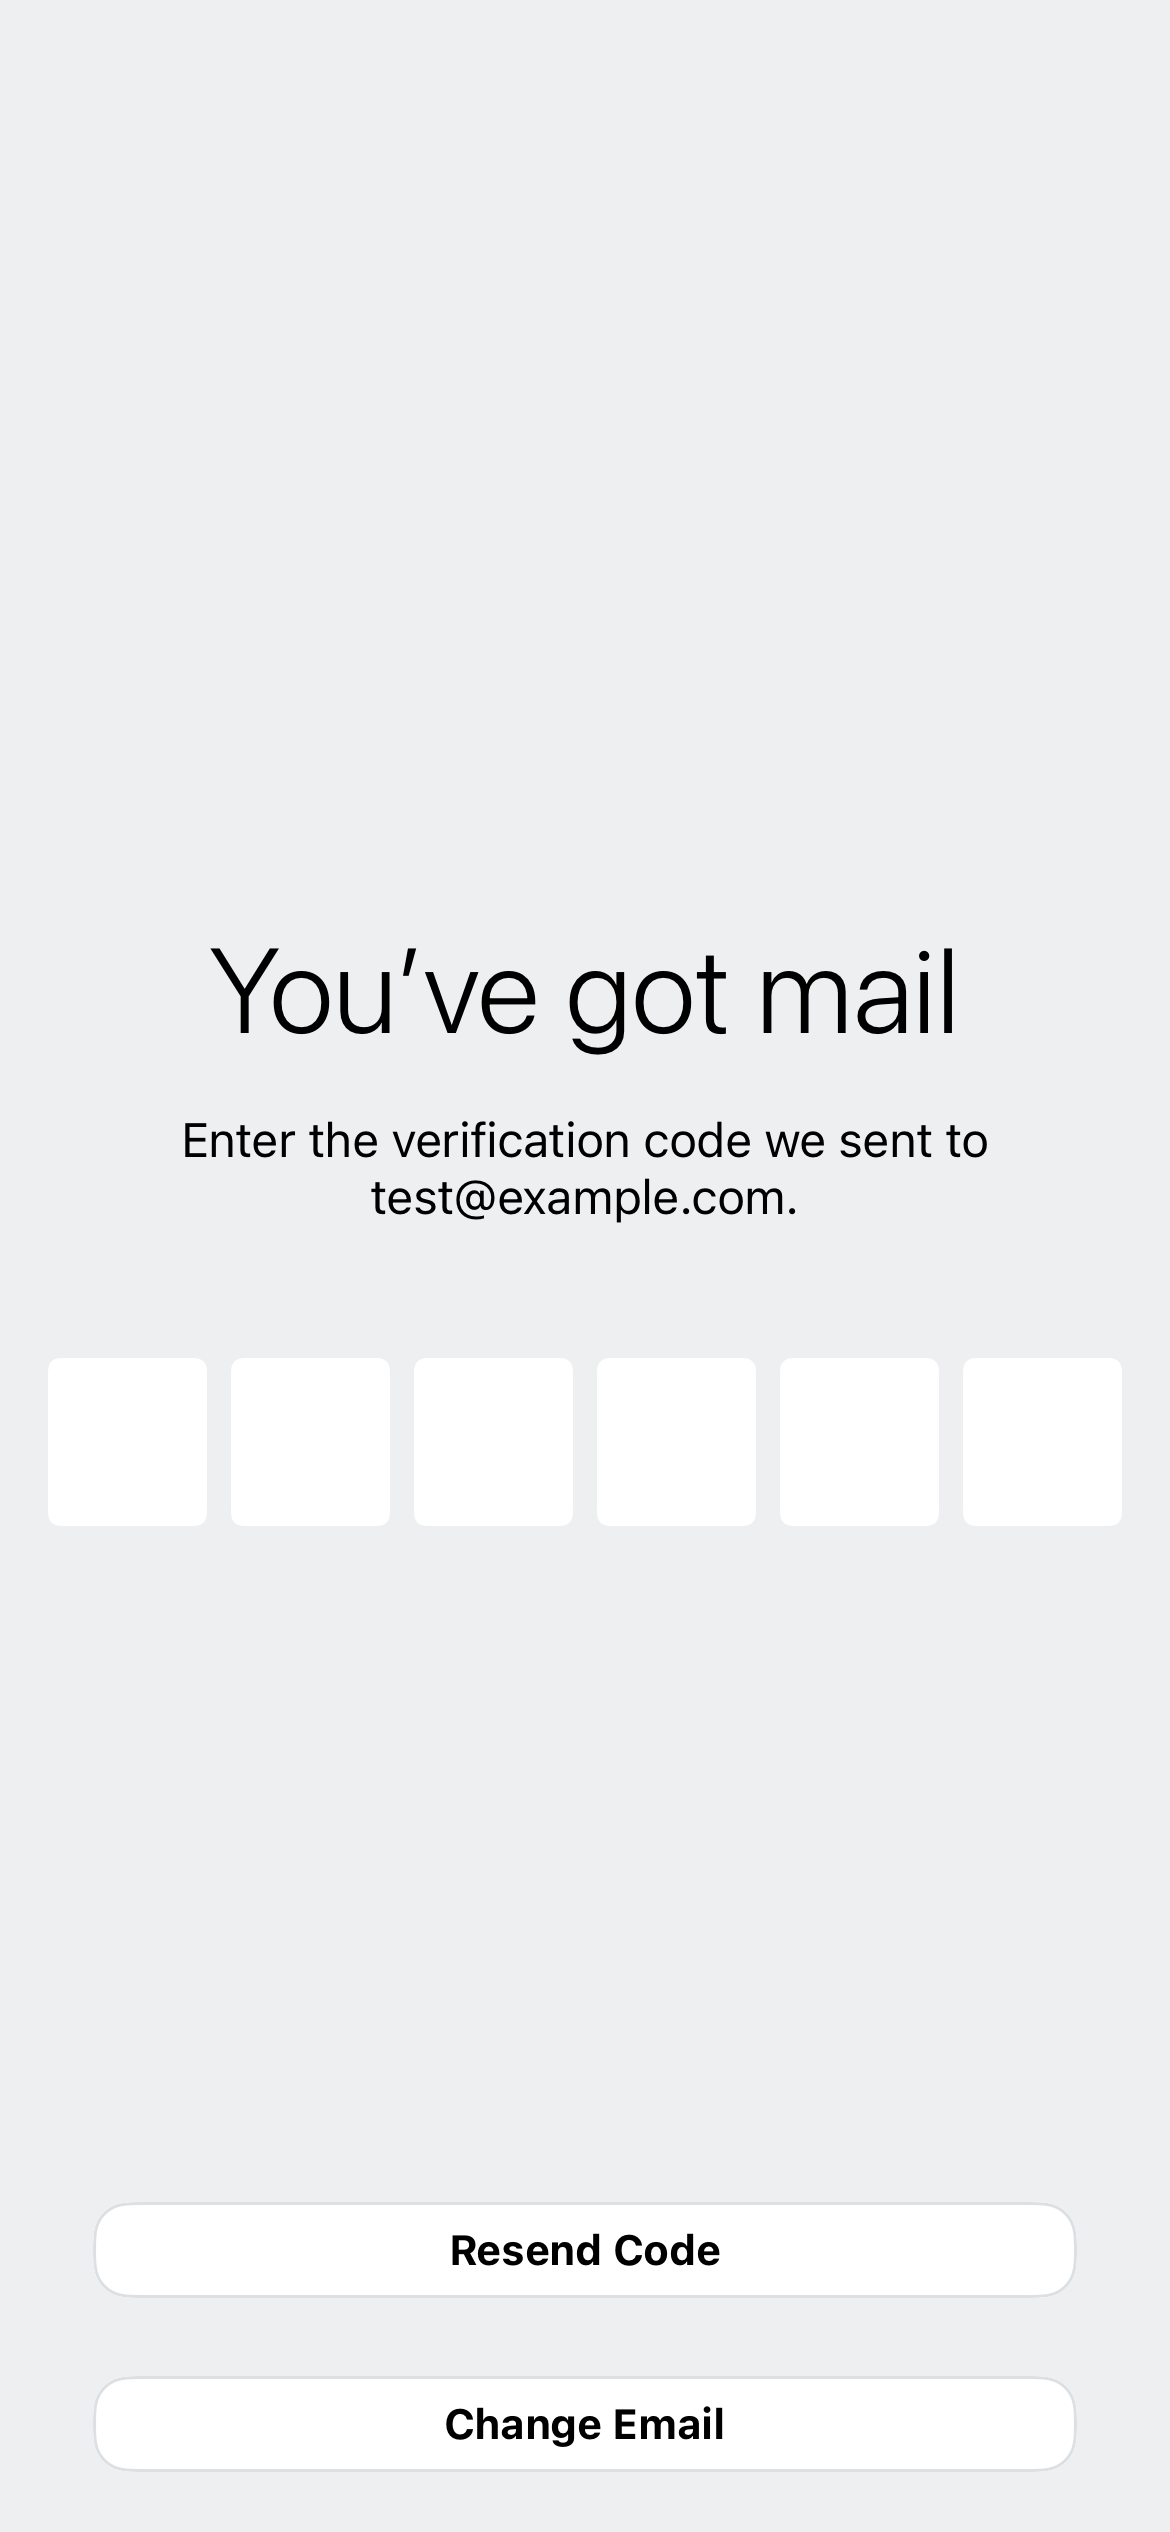 You’ve got mail
Enter the verification code we sent to
test@example.com.
Resend Code
Change Email